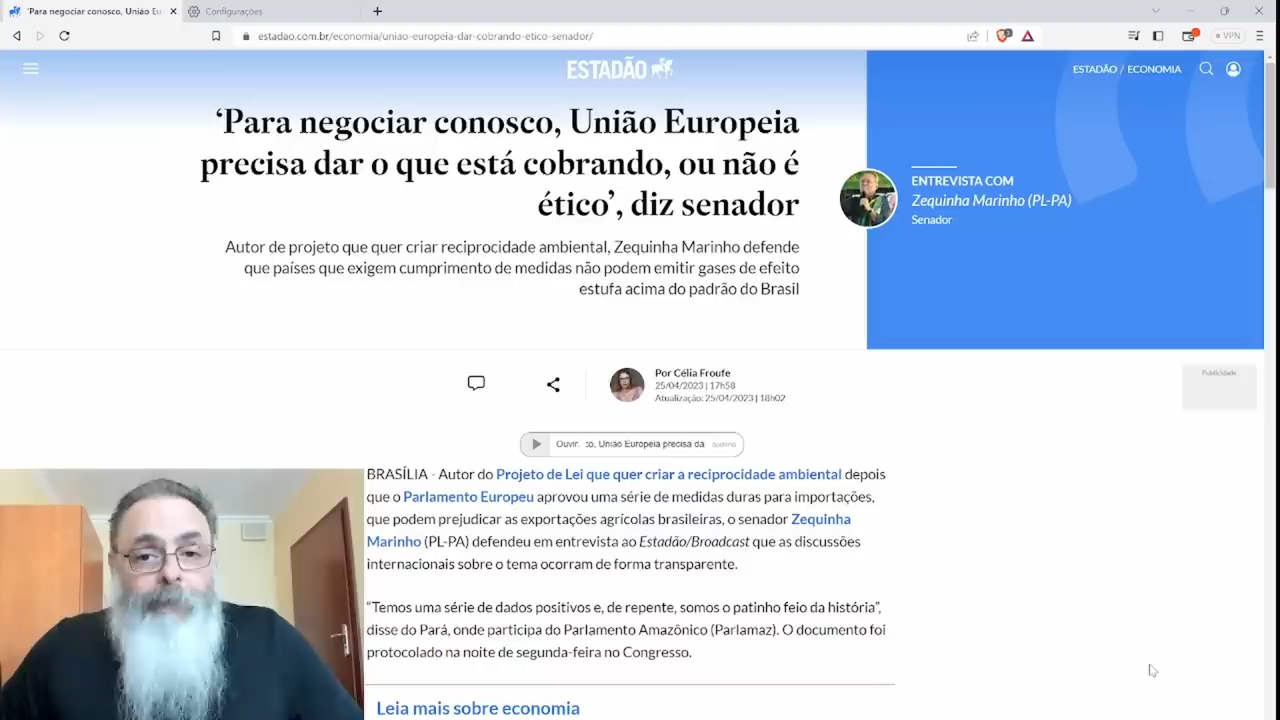 'Para negociar conosco, União Eu
Configurações
estadao.com.br/economia/uniao-europeia-dar-cobrando-etico-senador/
VPN
ESTADÃO
ESTADÃO / ECONOMIA
‘Para negociar conosco, União Europeia
precisa dar o que está cobrando, ou não é
ético’, diz senador
Autor de projeto que quer criar reciprocidade ambiental, Zequinha Marinho defende
que países que exigem cumprimento de medidas não podem emitir gases de efeito
estufa acima do padrão do Brasil
ENTREVISTA COM
Zequinha Marinho (PL-PA)
Senador
Por Célia Froufe
25/04/2023 | 17h58
Atualização: 25/04/2023 | 18h02
Publicidade
Ouvir: :o, União Europeia precisa da
audima
BRASÍLIA - Autor do Projeto de Lei que quer criar a reciprocidade ambiental depois
que o Parlamento Europeu aprovou uma série de medidas duras para importações,
que podem prejudicar as exportações agrícolas brasileiras, o senador Zequinha
Marinho (PL-PA) defendeu em entrevista ao Estadão/Broadcast que as discussões
internacionais sobre o tema ocorram de forma transparente.
“Temos uma série de dados positivos e, de repente, somos o patinho feio da história”,
disse do Pará, onde participa do Parlamento Amazônico (Parlamaz). O documento foi
protocolado na noite de segunda-feira no Congresso.
Leia mais sobre economia